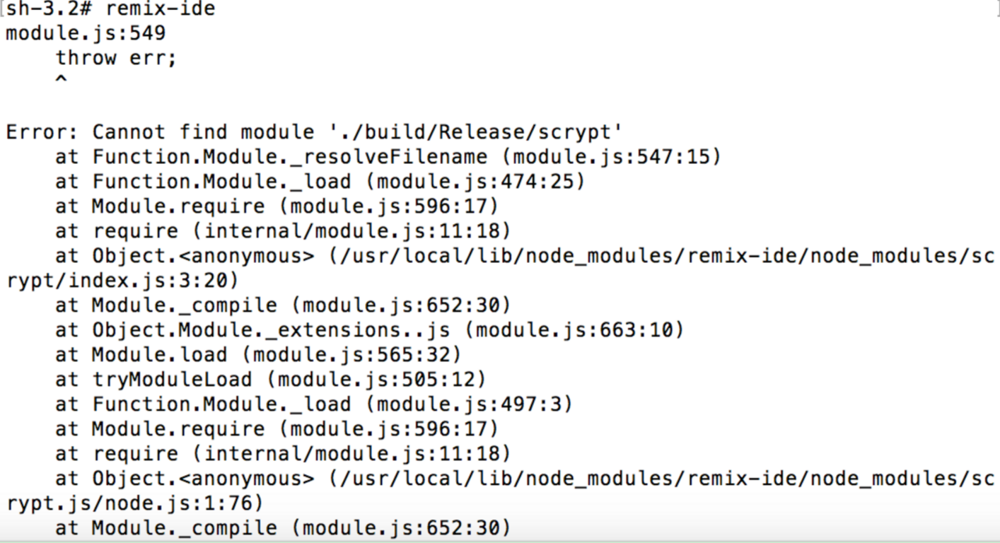 [sh-3.2# remix-ide ]
module.js:549
    throw err;
    ^
Error: Cannot find module './build/Release/scrypt'
    at Function.Module._resolveFilename (module.js:547:15)
    at Function.Module._load (module.js:474:25)
    at Module.require (module.js:596:17)
    at require (internal/module.js:11:18)
    at Object.<anonymous> (/usr/local/lib/node_modules/remix-ide/node_modules/sc
rypt/index.js:3:20)
    at Module._compile (module.js:652:30)
    at Object.Module._extensions..js (module.js:663:10)
    at Module.load (module.js:565:32)
    at tryModuleLoad (module.js:505:12)
    at Function.Module._load (module.js:497:3)
    at Module.require (module.js:596:17)
    at require (internal/module.js:11:18)
    at Object.<anonymous> (/usr/local/lib/node_modules/remix-ide/node_modules/sc
rypt.js/node.js:1:76)
    at Module._compile (module.js:652:30)